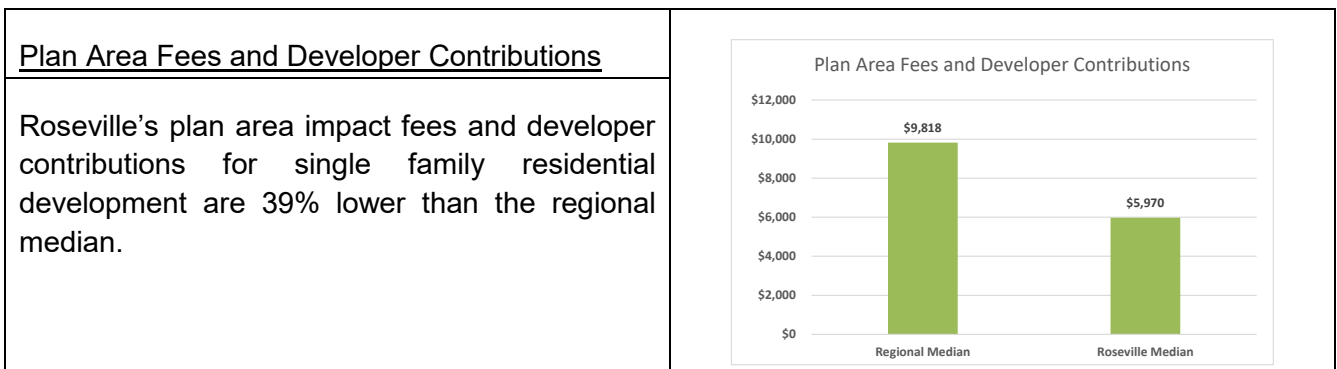 Plan Area Fees and Developer Contributions
Roseville’s plan area impact fees and developer
contributions for single family residential
development are 39% lower than the regional
median.
Plan Area Fees and Developer Contributions
$12,000
$10,000
$8,000
$6,000
$4,000
$2,000
$0
$9,818
$5,970
Regional Median
Roseville Median